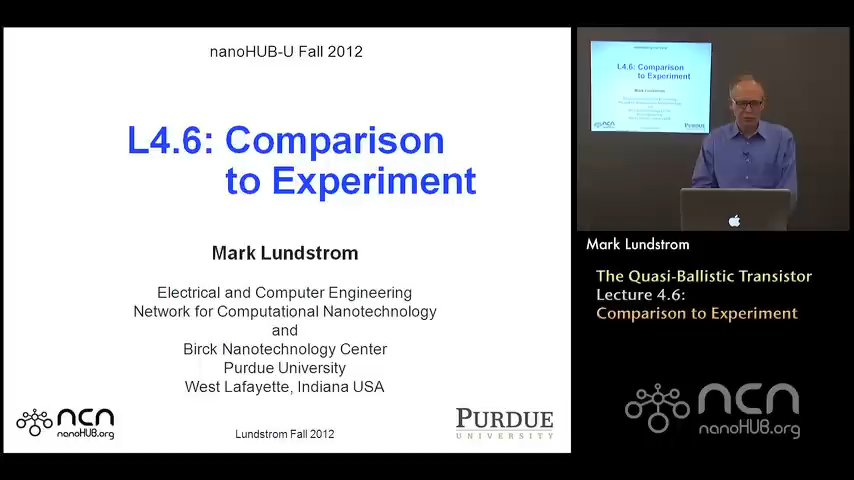 nanoHUB-U Fall 2012
L4.6: Comparison
to Experiment
Mark Lundstrom
Electrical and Computer Engineering
Network for Computational Nanotechnology
and
Birck Nanotechnology Center
Purdue University
West Lafayette, Indiana USA
ncn
nanoHUB.org
Lundstrom Fall 2012
PURDUE
UNIVERSITY
L4.6: Comparison
to Experiment
PURDUE
Mark Lundstrom
The Quasi-Ballistic Transistor
Lecture 4.6:
Comparison to Experiment
ncn
nanoHUB.org